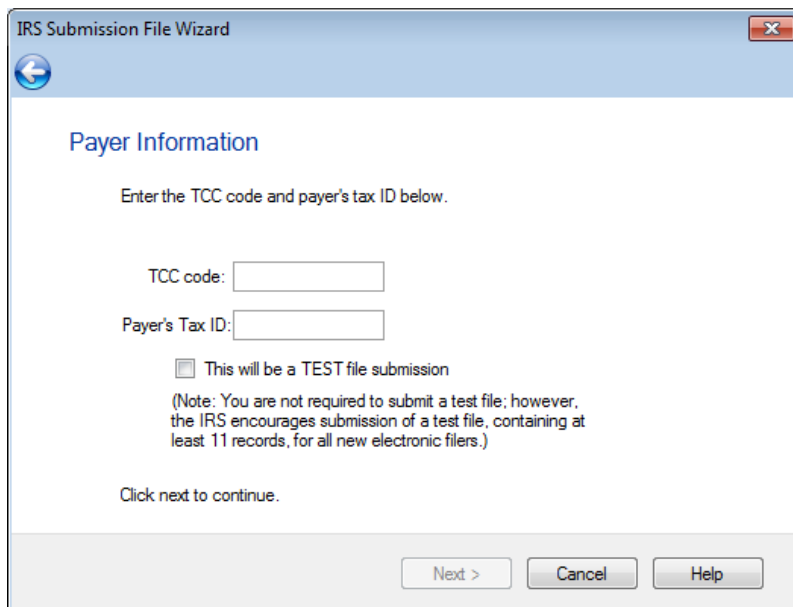 IRS Submission File Wizard
Payer Information
Enter the TCC code and payer's tax ID below.
TCC code:
Payer's Tax ID:
This will be a TEST file submission
(Note: You are not required to submit a test file; however,
the IRS encourages submission of a test file, containing at
least 11 records, for all new electronic filers.)
Click next to continue.
Next >
Cancel
Help